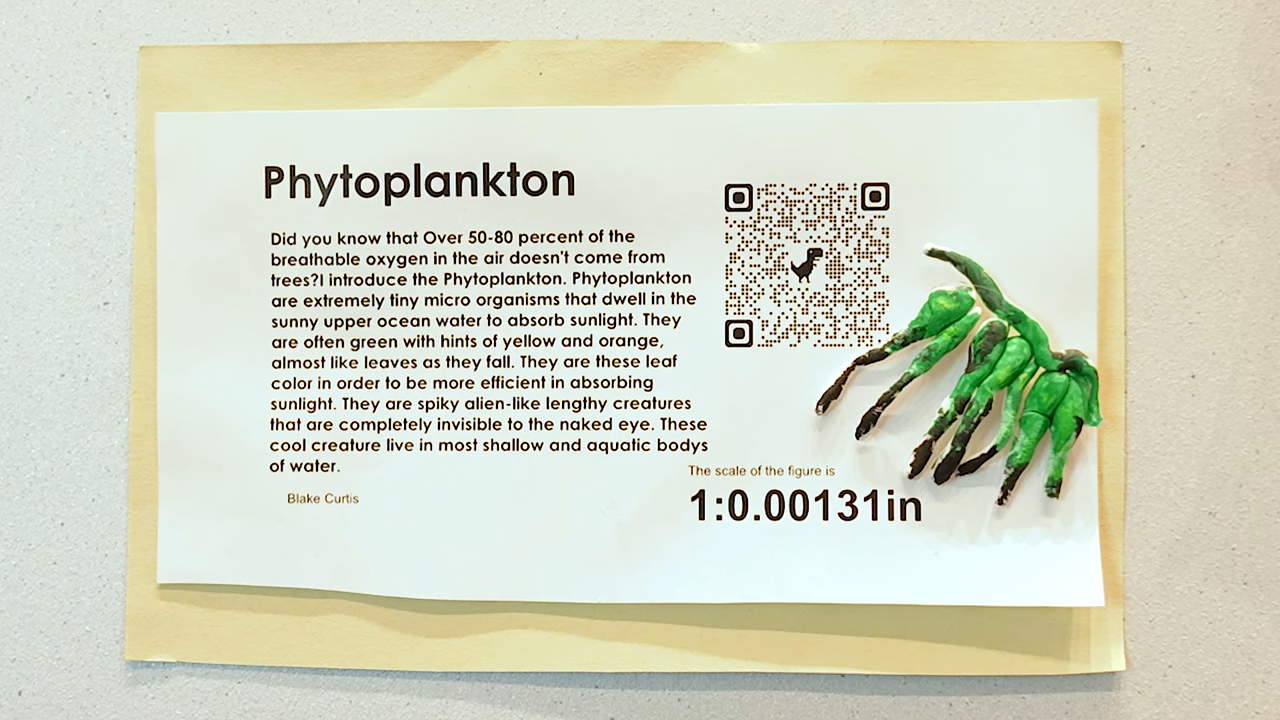 Phytoplankton
Did you know that Over 50-80 percent of the
breathable oxygen in the air doesn't come from
trees?I introduce the Phytoplankton. Phytoplankton
are extremely tiny micro organisms that dwell in the
sunny upper ocean water to absorb sunlight. They
are often green with hints of yellow and orange,
almost like leaves as they fall. They are these leaf
color in order to be more efficient in absorbing
sunlight. They are spiky alien-like lengthy creatures
that are completely invisible to the naked eye. These
cool creature live in most shallow and aquatic bodys
of water.
Blake Curtis
The scale of the figure is
1:0.00131in